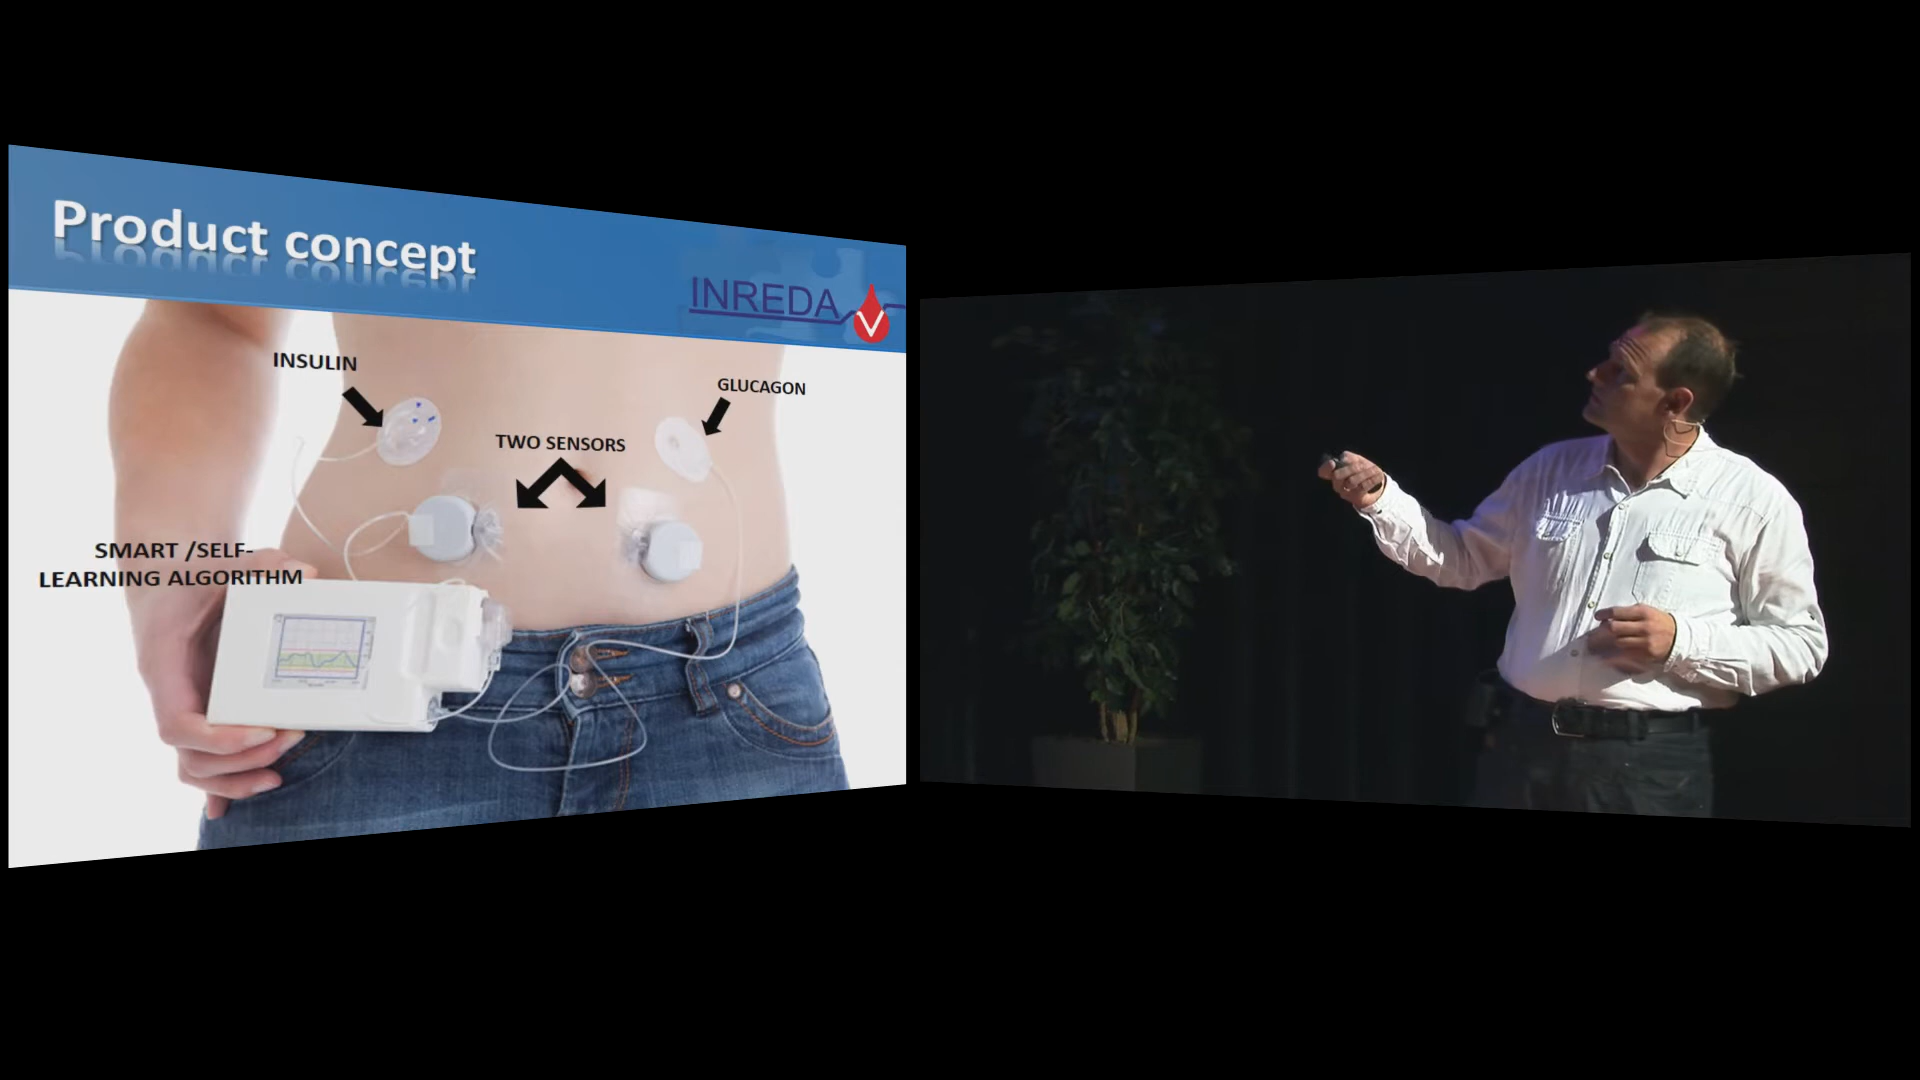 Product concept
INREDA
INSULIN
GLUCAGON
TWO SENSORS
SMART /SELF-
LEARNING ALGORITHM